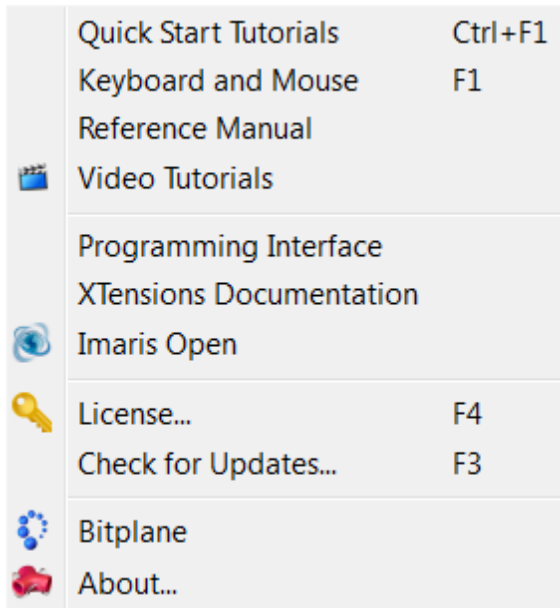 Quick Start Tutorials Ctrl+F1
Keyboard and Mouse F1
Reference Manual
Video Tutorials
Programming Interface
XTensions Documentation
Imaris Open
License... F4
Check for Updates... F3
Bitplane
About...